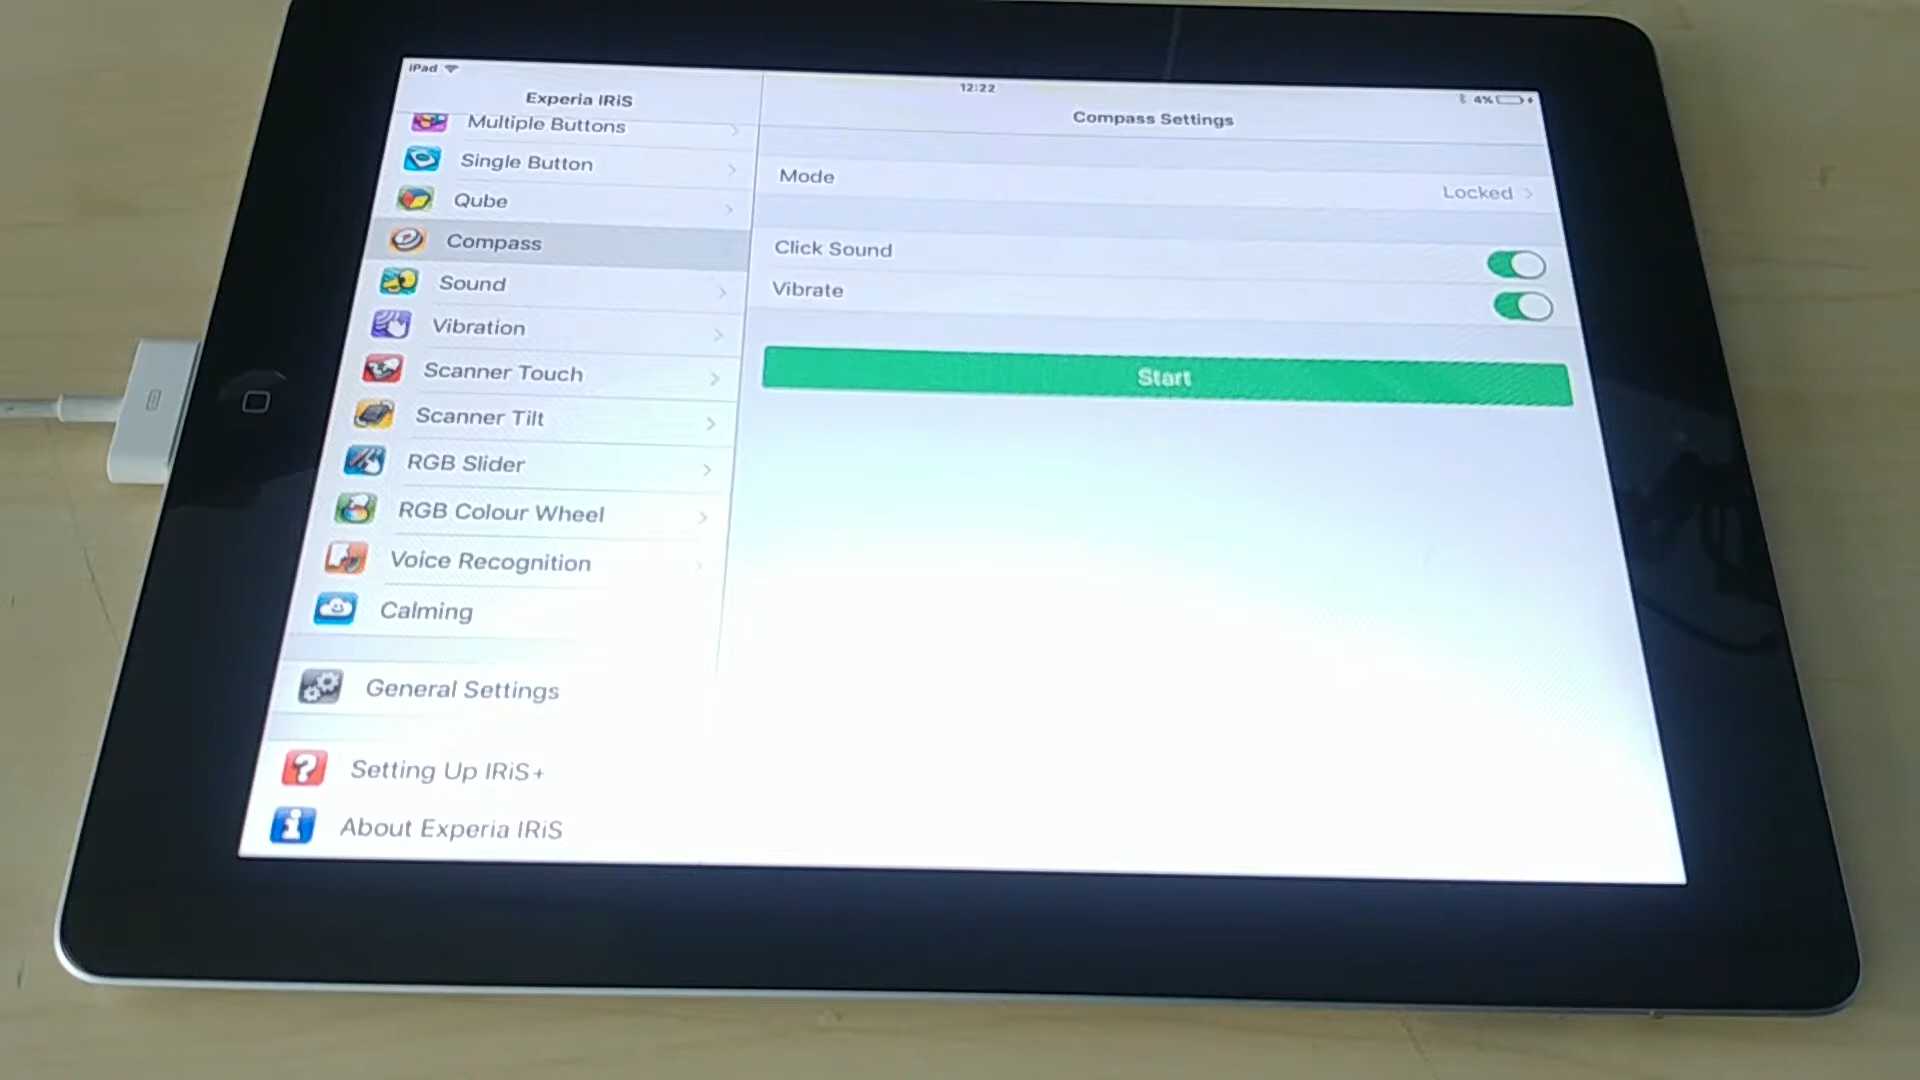 iPad
12:22
4%
Experia IRiS
Multiple Buttons
Single Button
Qube
Compass
Sound
Vibration
Scanner Touch
Scanner Tilt
RGB Slider
RGB Colour Wheel
Voice Recognition
Calming
General Settings
Setting Up IRiS+
About Experia IRiS
Compass Settings
Mode
Locked
Click Sound
Vibrate
Start